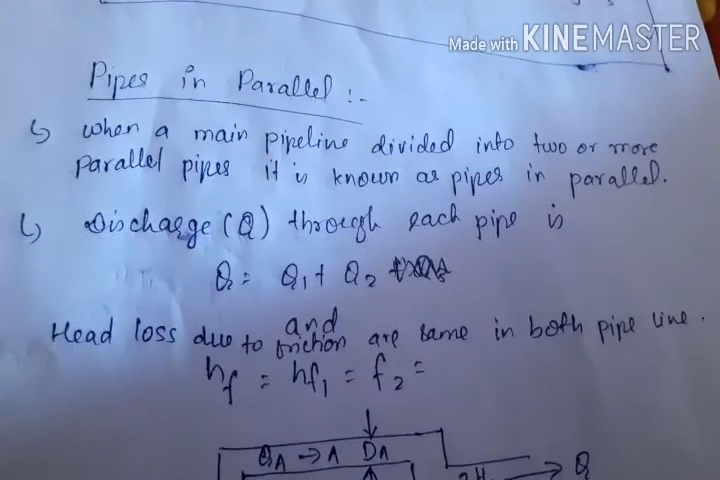 Made with KINEMASTER
Pipes in Parallel :-
↳ when a main pipeline divided into two or more
parallel pipes it is known as pipes in parallel.
↳ Discharge (Q) through each pipe is
Q = Q1 + Q2
and
Head loss due to friction are same in both pipe line.
hf = hf1 = f2 =
QA → A DA
→ Q